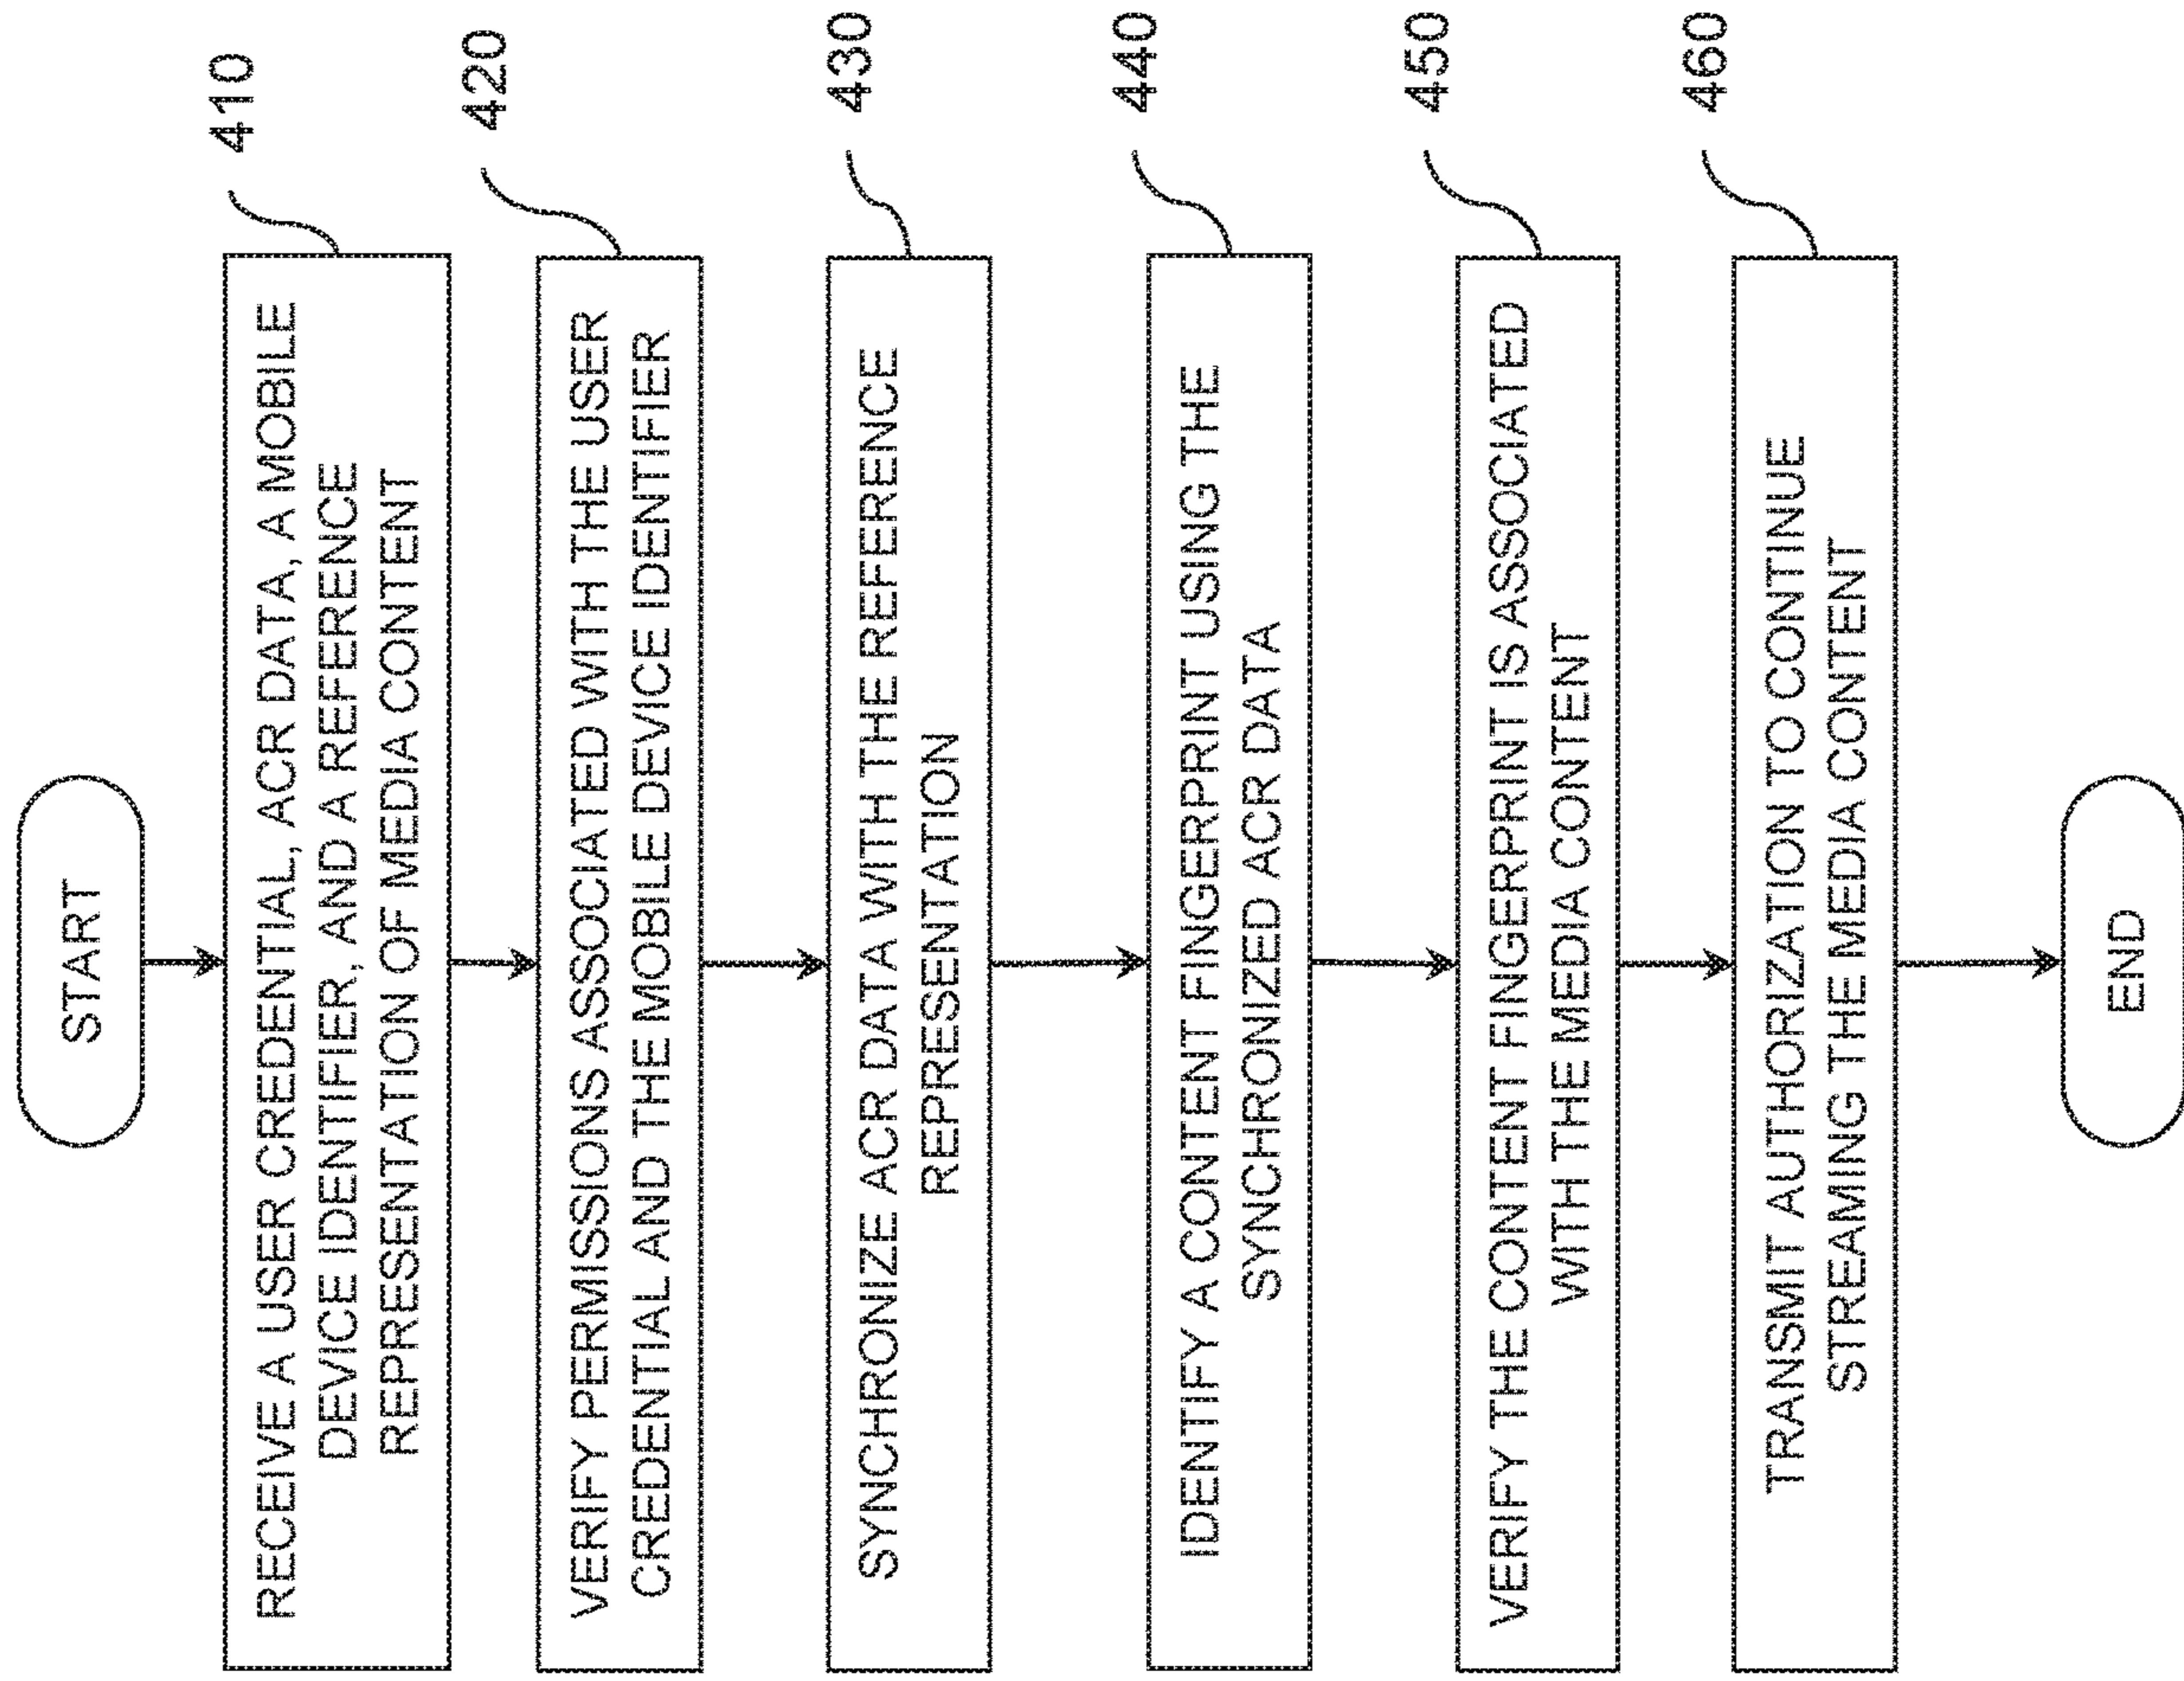 START
RECEIVE A USER CREDENTIAL, ACR DATA, A MOBILE
DEVICE IDENTIFIER, AND A REFERENCE
REPRESENTATION OF MEDIA CONTENT
410
VERIFY PERMISSIONS ASSOCIATED WITH THE USER
CREDENTIAL AND THE MOBILE DEVICE IDENTIFIER
420
SYNCHRONIZE ACR DATA WITH THE REFERENCE
REPRESENTATION
430
IDENTIFY A CONTENT FINGERPRINT USING THE
SYNCHRONIZED ACR DATA
440
VERIFY THE CONTENT FINGERPRINT IS ASSOCIATED
WITH THE MEDIA CONTENT
450
TRANSMIT AUTHORIZATION TO CONTINUE
STREAMING THE MEDIA CONTENT
460
END